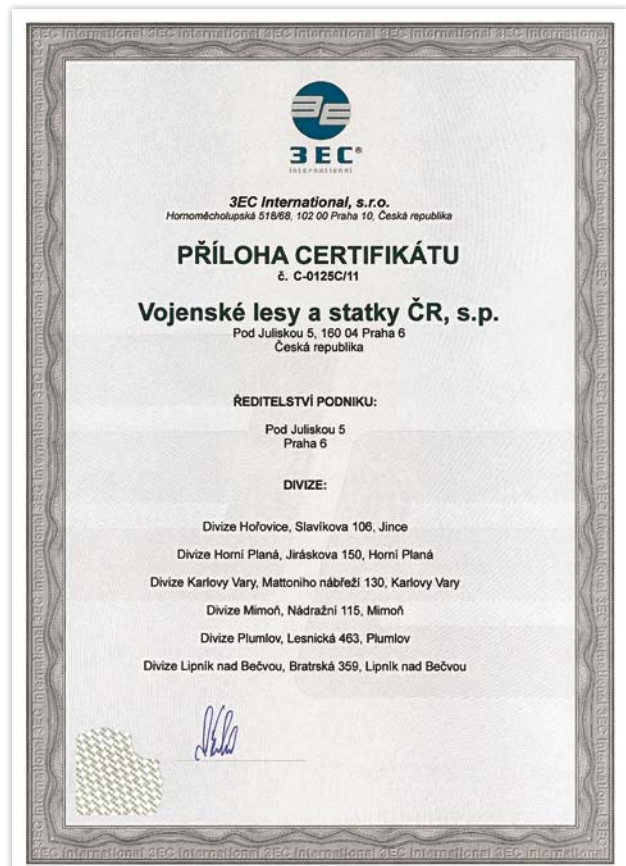 3EC®
International
3EC International, s.r.o.
Hornoměcholupská 518/68, 102 00 Praha 10, Česká republika
PŘÍLOHA CERTIFIKÁTU
č. C-0125C/11
Vojenské lesy a statky ČR, s.p.
Pod Juliskou 5, 160 04 Praha 6
Česká republika
ŘEDITELSTVÍ PODNIKU:
Pod Juliskou 5
Praha 6
DIVIZE:
Divize Hořovice, Slavíkova 106, Jince
Divize Horní Planá, Jiráskova 150, Horní Planá
Divize Karlovy Vary, Mattoniho nábřeží 130, Karlovy Vary
Divize Mimoň, Nádražní 115, Mimoň
Divize Plumlov, Lesnická 463, Plumlov
Divize Lipník nad Bečvou, Bratrská 359, Lipník nad Bečvou